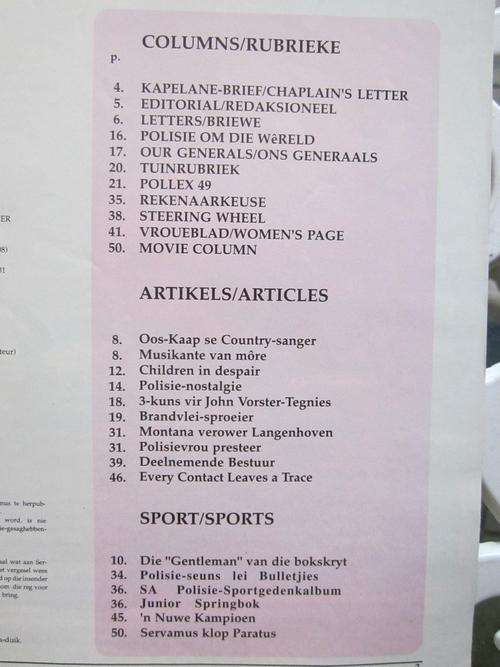 COLUMNS/RUBRIEKE
p.
4. KAPELANE-BRIEF/CHAPLAIN'S LETTER
5. EDITORIAL/REDAKSIONEEL
6. LETTERS/BRIEWE
16. POLISIE OM DIE WêRELD
17. OUR GENERALS/ONS GENERAALS
20. TUINRUBRIEK
21. POLLEX 49
35. REKENAARKEUSE
38. STEERING WHEEL
41. VROUEBLAD/WOMEN'S PAGE
50. MOVIE COLUMN
ARTIKELS/ARTICLES
8. Oos-Kaap se Country-sanger
8. Musikante van môre
12. Children in despair
14. Polisie-nostalgie
18. 3-kuns vir John Vorster-Tegnies
19. Brandvlei-sproeier
31. Montana verower Langenhoven
31. Polisievrou presteer
39. Deelnemende Bestuur
46. Every Contact Leaves a Trace
SPORT/SPORTS
10. Die "Gentleman" van die bokskryt
34. Polisie-seuns lei Bulletjies
36. SA Polisie-Sportgedenkalbum
36. Junior Springbok
45. 'n Nuwe Kampioen
50. Servamus klop Paratus